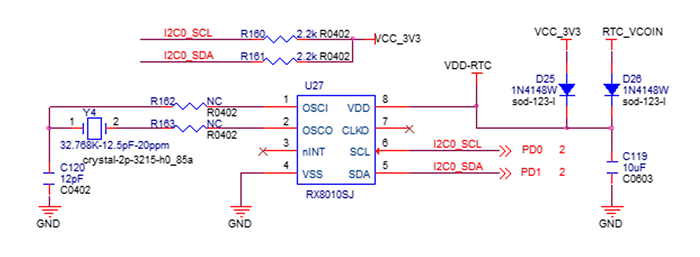 I2C0_SCL R160 2.2k R0402
I2C0_SDA R161 2.2k R0402
VCC_3V3
VCC_3V3 RTC_VCOIN
VDD-RTC
D25
1N4148W
sod-123-l
D26
1N4148W
sod-123-l
U27
R162 NC
R0402
R163 NC
R0402
Y4
1 2
32.768K-12.5pF-20ppm
crystal-2p-3215-h0_85a
C120
12pF
C0402
GND
1 OSCI VDD 8
2 OSCO CLKO 7
3 nINT SCL 6
4 VSS SDA 5
RX8010SJ
I2C0_SCL PD0 2
I2C0_SDA PD1 2
GND
C119
10uF
C0603
GND